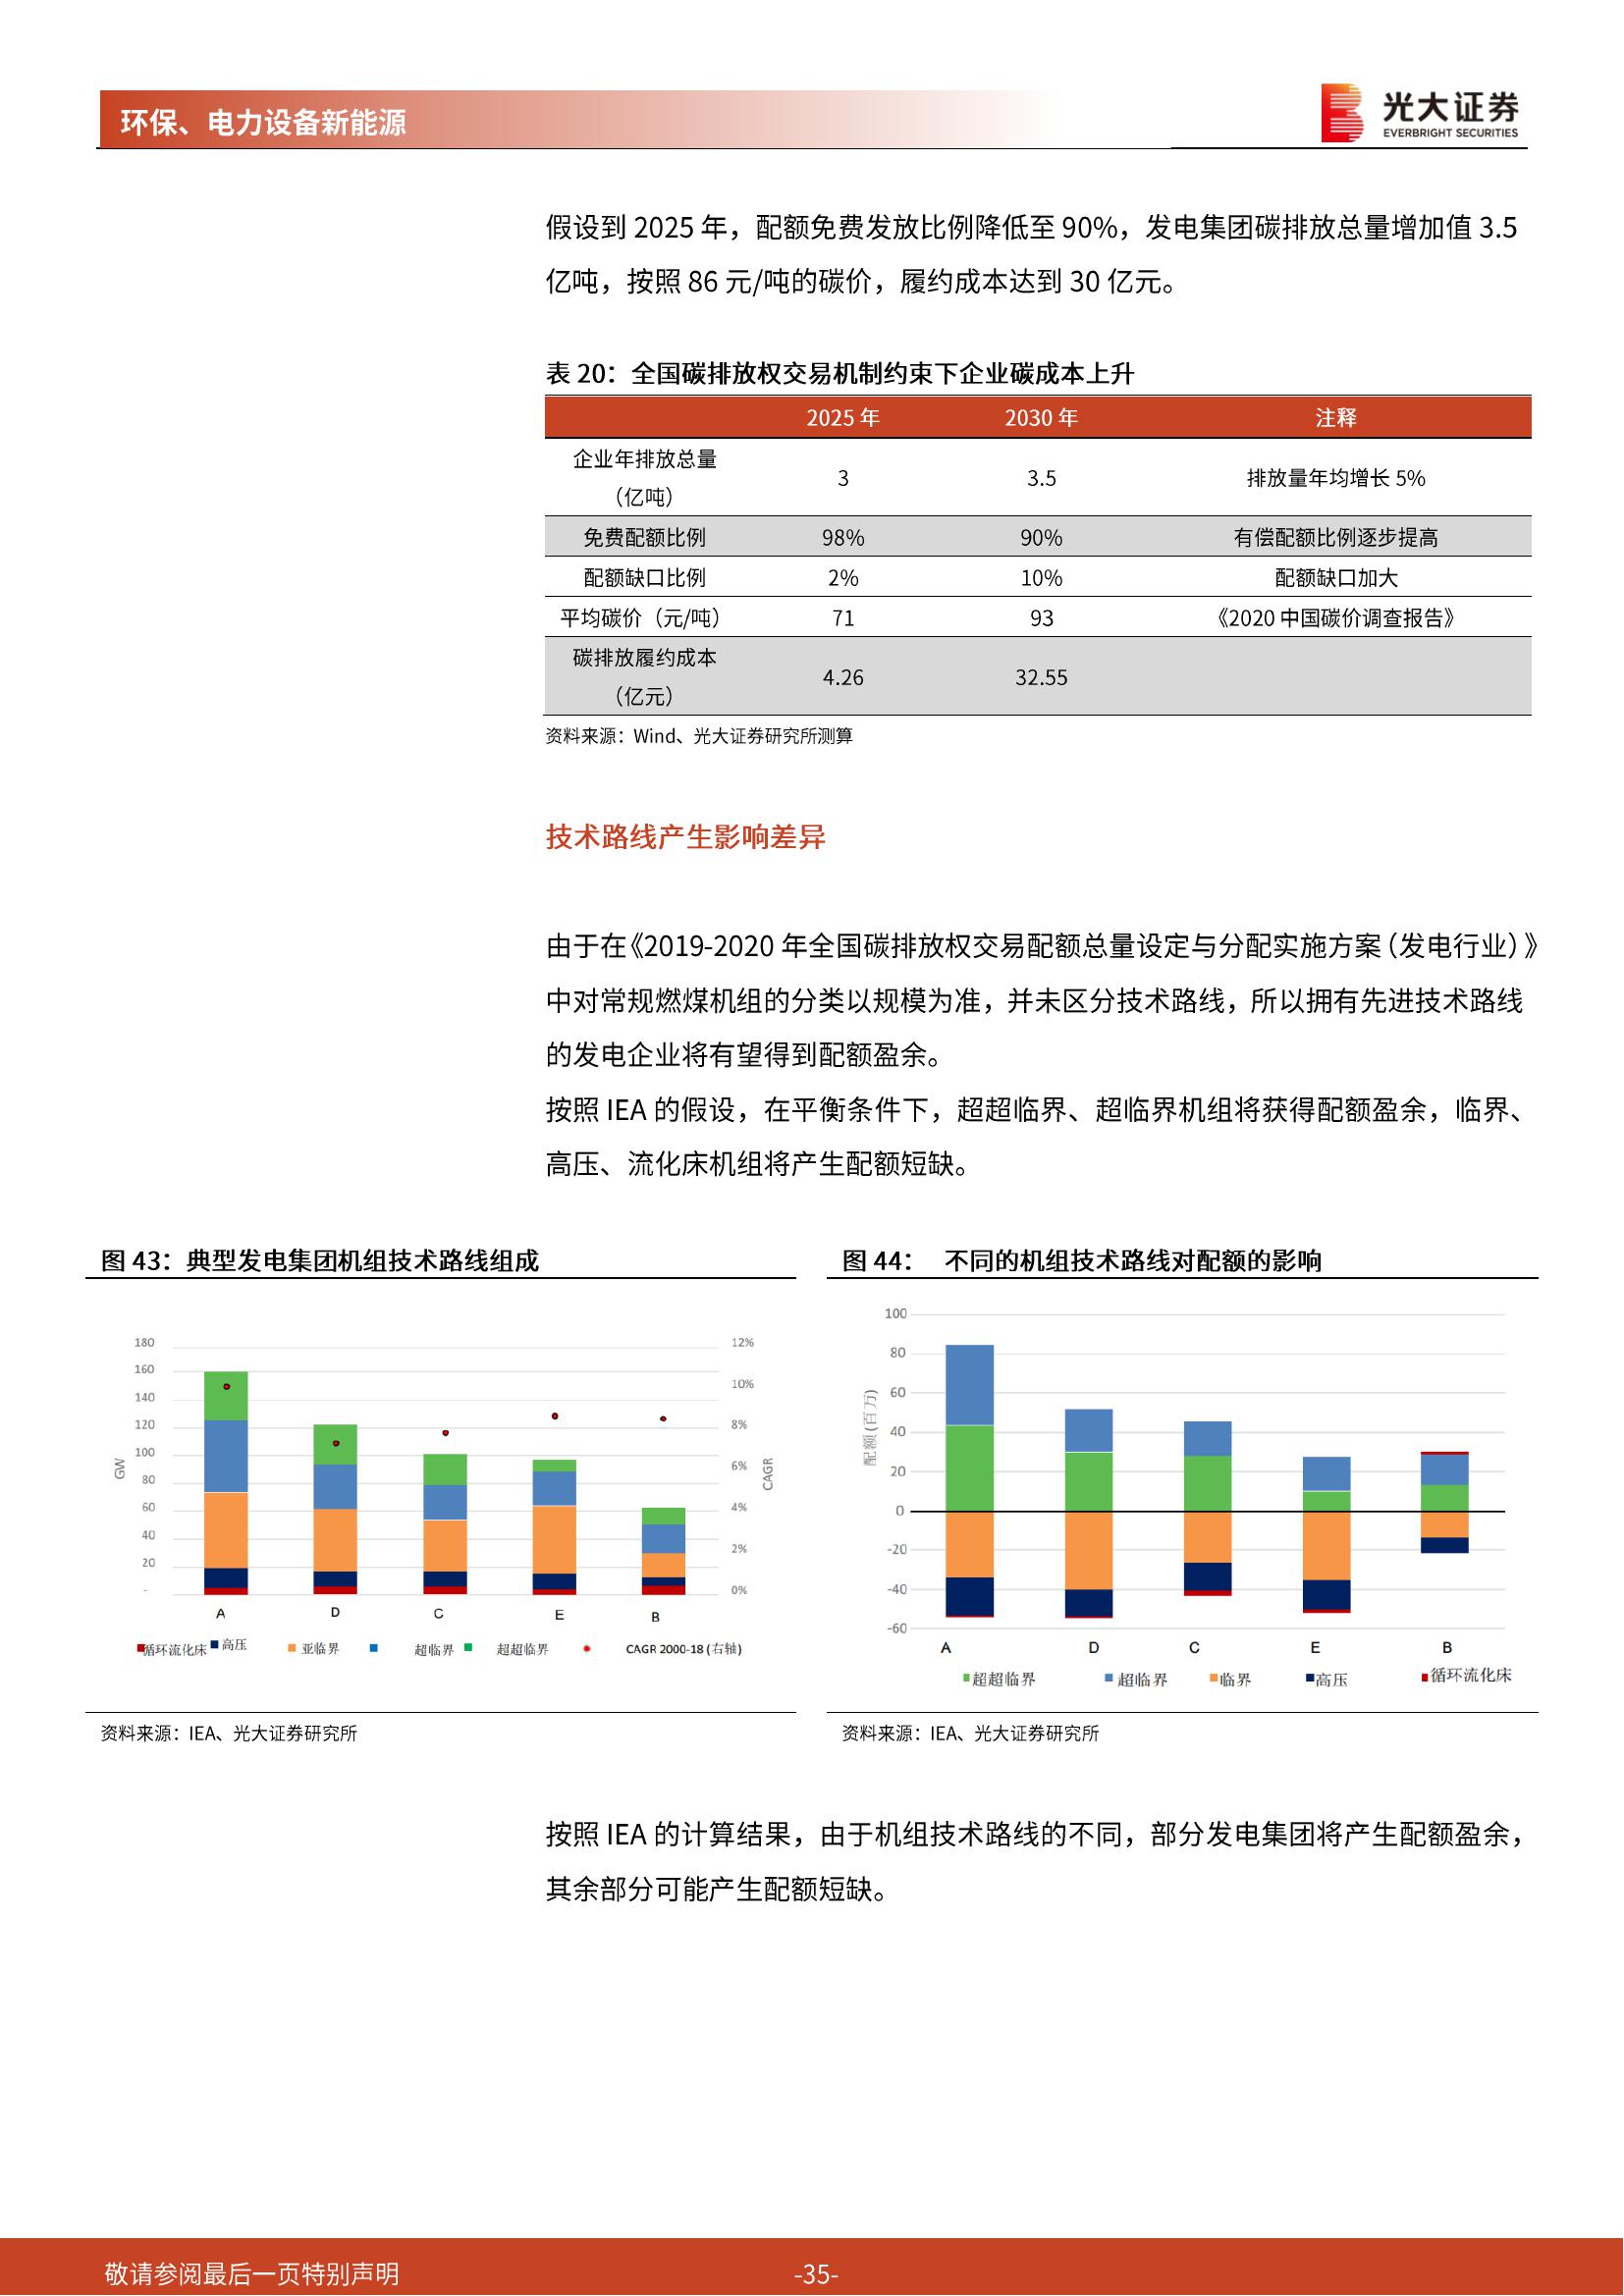 环保、电力设备新能源
光大证券
EVERBRIGHT SECURITIES
假设到 2025 年，配额免费发放比例降低至 90%，发电集团碳排放总量增加值 3.5
亿吨，按照 86 元/吨的碳价，履约成本达到 30 亿元。
表 20：全国碳排放权交易机制约束下企业碳成本上升
2025 年 2030 年 注释
企业年排放总量
（亿吨） 3 3.5 排放量年均增长 5%
免费配额比例 98% 90% 有偿配额比例逐步提高
配额缺口比例 2% 10% 配额缺口加大
平均碳价（元/吨） 71 93 《2020 中国碳价调查报告》
碳排放履约成本
（亿元） 4.26 32.55
资料来源：Wind、光大证券研究所测算
技术路线产生影响差异
由于在《2019-2020 年全国碳排放权交易配额总量设定与分配实施方案（发电行业）》
中对常规燃煤机组的分类以规模为准，并未区分技术路线，所以拥有先进技术路线
的发电企业将有望得到配额盈余。
按照 IEA 的假设，在平衡条件下，超超临界、超临界机组将获得配额盈余，临界、
高压、流化床机组将产生配额短缺。
图 43：典型发电集团机组技术路线组成
180 12%
160
140 10%
120 8%
100
80 6%
60 4%
40
20 2%
- 0%
GW
CAGR
A D C E B
循环流化床 高压 亚临界 超临界 超超临界 CAGR 2000-18 (右轴)
资料来源：IEA、光大证券研究所
图 44： 不同的机组技术路线对配额的影响
100
80
60
40
20
0
-20
-40
-60
配额 (百万)
A D C E B
超超临界 超临界 临界 高压 循环流化床
资料来源：IEA、光大证券研究所
按照 IEA 的计算结果，由于机组技术路线的不同，部分发电集团将产生配额盈余，
其余部分可能产生配额短缺。
敬请参阅最后一页特别声明 -35-